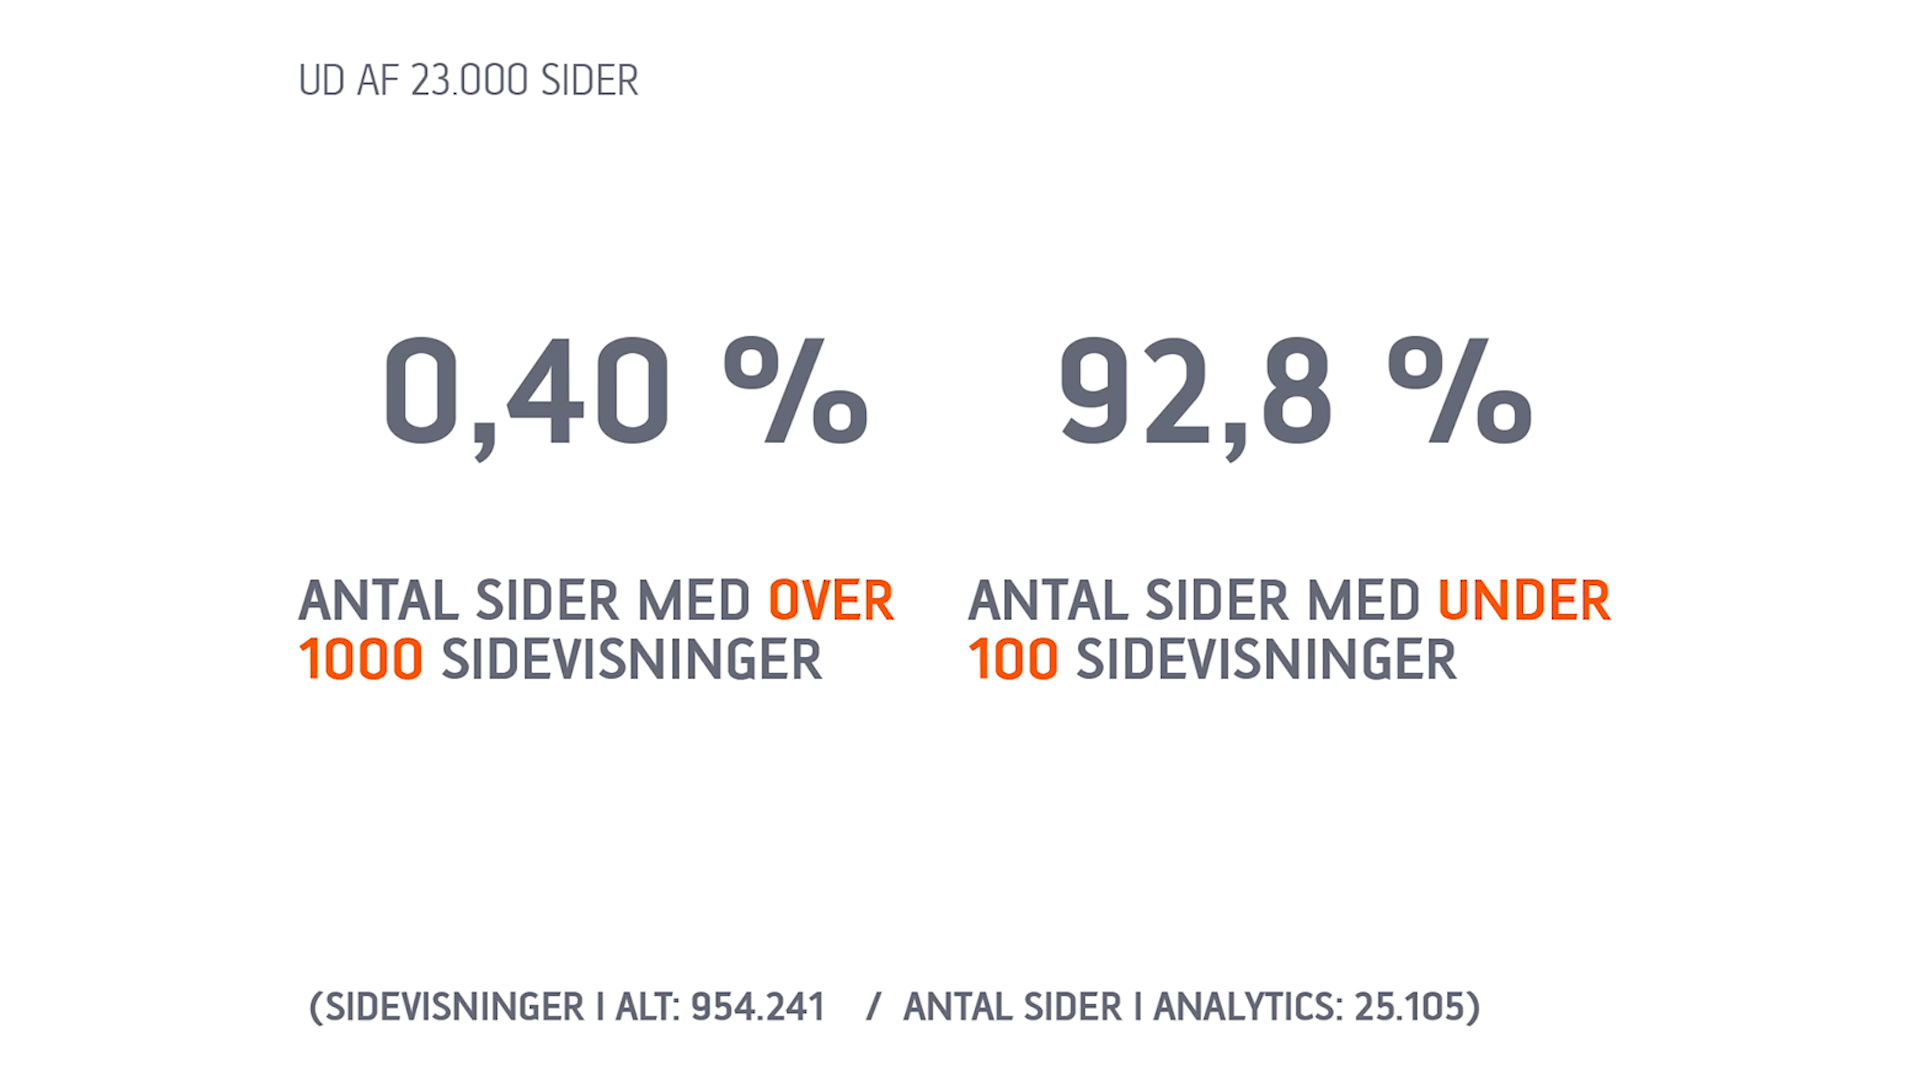 UD AF 23.000 SIDER
0,40 %
92,8 %
ANTAL SIDER MED OVER
1000 SIDEVISNINGER
ANTAL SIDER MED UNDER
100 SIDEVISNINGER
(SIDEVISNINGER I ALT: 954.241 / ANTAL SIDER I ANALYTICS: 25.105)